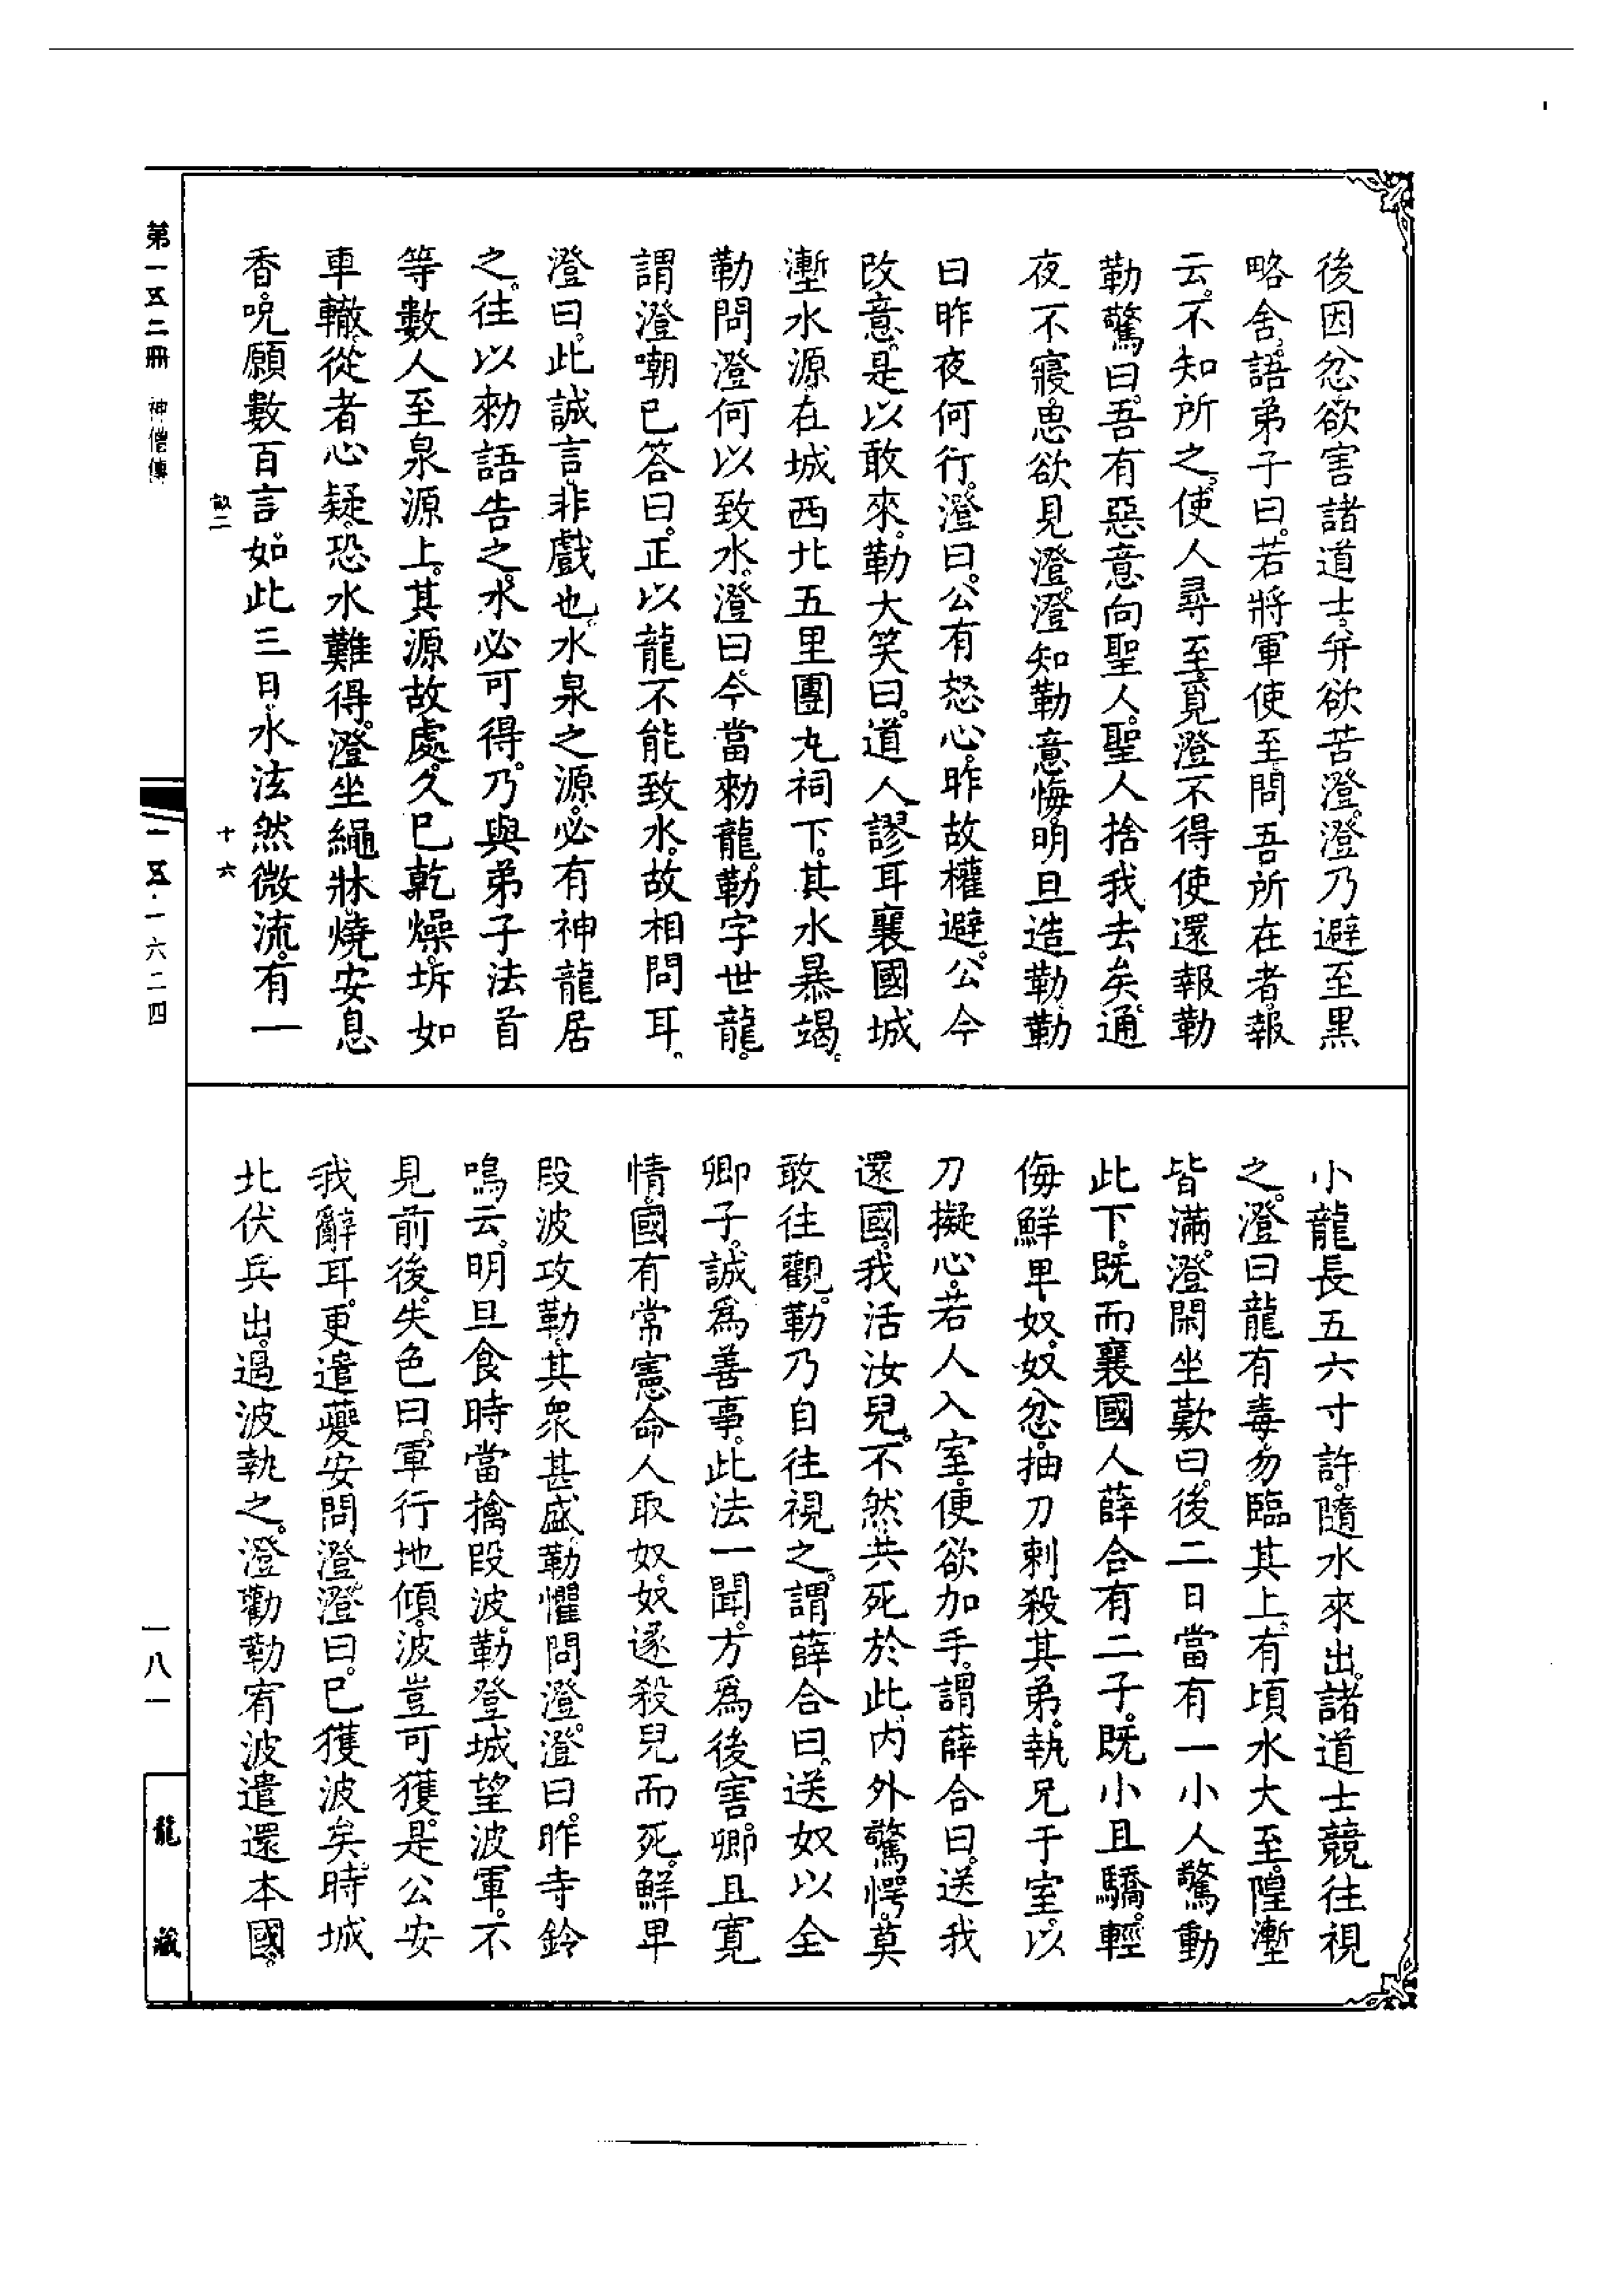 後因忿欲害諸道士。弁欲苦澄。澄乃避至黑
略舍。語弟子曰。若將軍使至問吾所在者。報
云。不知所之。使人尋至。覓澄不得。使還報勒
勒驚曰。吾有惡意向聖人。聖人捨我去矣。通
夜不寢。思欲見澄。澄知勒意悔。明旦造勒。勒
曰昨夜何行。澄曰。公有怒心。昨故權避。公今
改意。是以敢來。勒大笑曰。道人謬耳襄國城
塹水源。在城西北五里團丸祠下。其水暴竭。
勒問澄何以致水。澄曰。今當勑龍。勒字世龍。
謂澄嘲已答曰。正以龍不能致水。故相問耳。
澄曰。此誠言。非戲也。水泉之源。必有神龍居
之。往以勑語告之。水必可得。乃與弟子法首
等數人至泉源上。其源故處。久已乾燥。坼如
車轍。從者心疑。恐水難得。澄坐繩牀。燒安息
香。呪願數百言。如此三日。水泫然微流。有一
小龍長五六寸許。隨水來出。諸道士競往視
之。澄曰龍有毒。勿臨其上。有頃水大至。隍塹
皆滿。澄閑坐歎曰。後二日當有一小人驚動
此下。既而襄國人薛合有二子。既小且驕。輕
侮鮮卑奴。奴忿。抽刀刺殺其弟。執兄于室。以
刀擬心。若人入室。便欲加手。謂薛合曰。送我
還國。我活汝兒。不然共死於此。内外驚愕。莫
敢往觀。勒乃自往視之。謂薛合曰。送奴以全
卿子。誠爲善事。此法一聞。方爲後害。卿且寛
情。國有常憲。命人取奴。奴遂殺兒而死。鮮卑
段波攻勒。其衆甚盛。勒懼問澄。澄曰。昨寺鈴
鳴云。明旦食時當擒段波。勒登城望波軍。不
見前後。失色曰。軍行地傾。波豈可獲。是公安
我辭耳。更遣夔安問澄。澄曰。已獲波矣。時城
北伏兵出。遇波執之。澄勸勒宥波遣還本國。
第一五二冊 神僧傳
㪉二
十六
一五·一六二四
一八一
龍藏